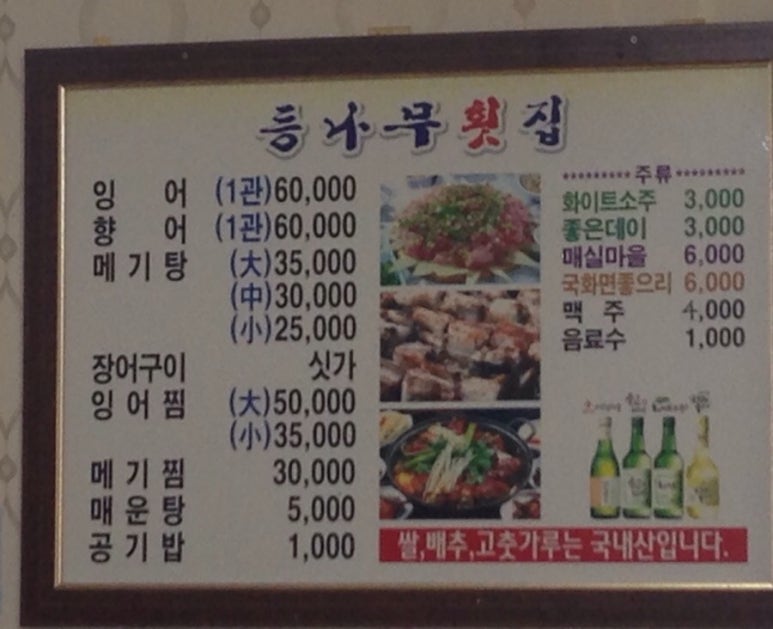 등나무횟집
잉 어 (1관)60,000
향 어 (1관)60,000
메기탕 (大)35,000
(中)30,000
(小)25,000
장어구이 싯가
잉어찜 (大)50,000
(小)35,000
메기찜 30,000
매운탕 5,000
공기밥 1,000
********* 주류 *********
화이트소주 3,000
좋은데이 3,000
매실마을 6,000
국화면좋으리 6,000
맥 주 4,000
음료수 1,000
쌀,배추,고춧가루는 국내산입니다.